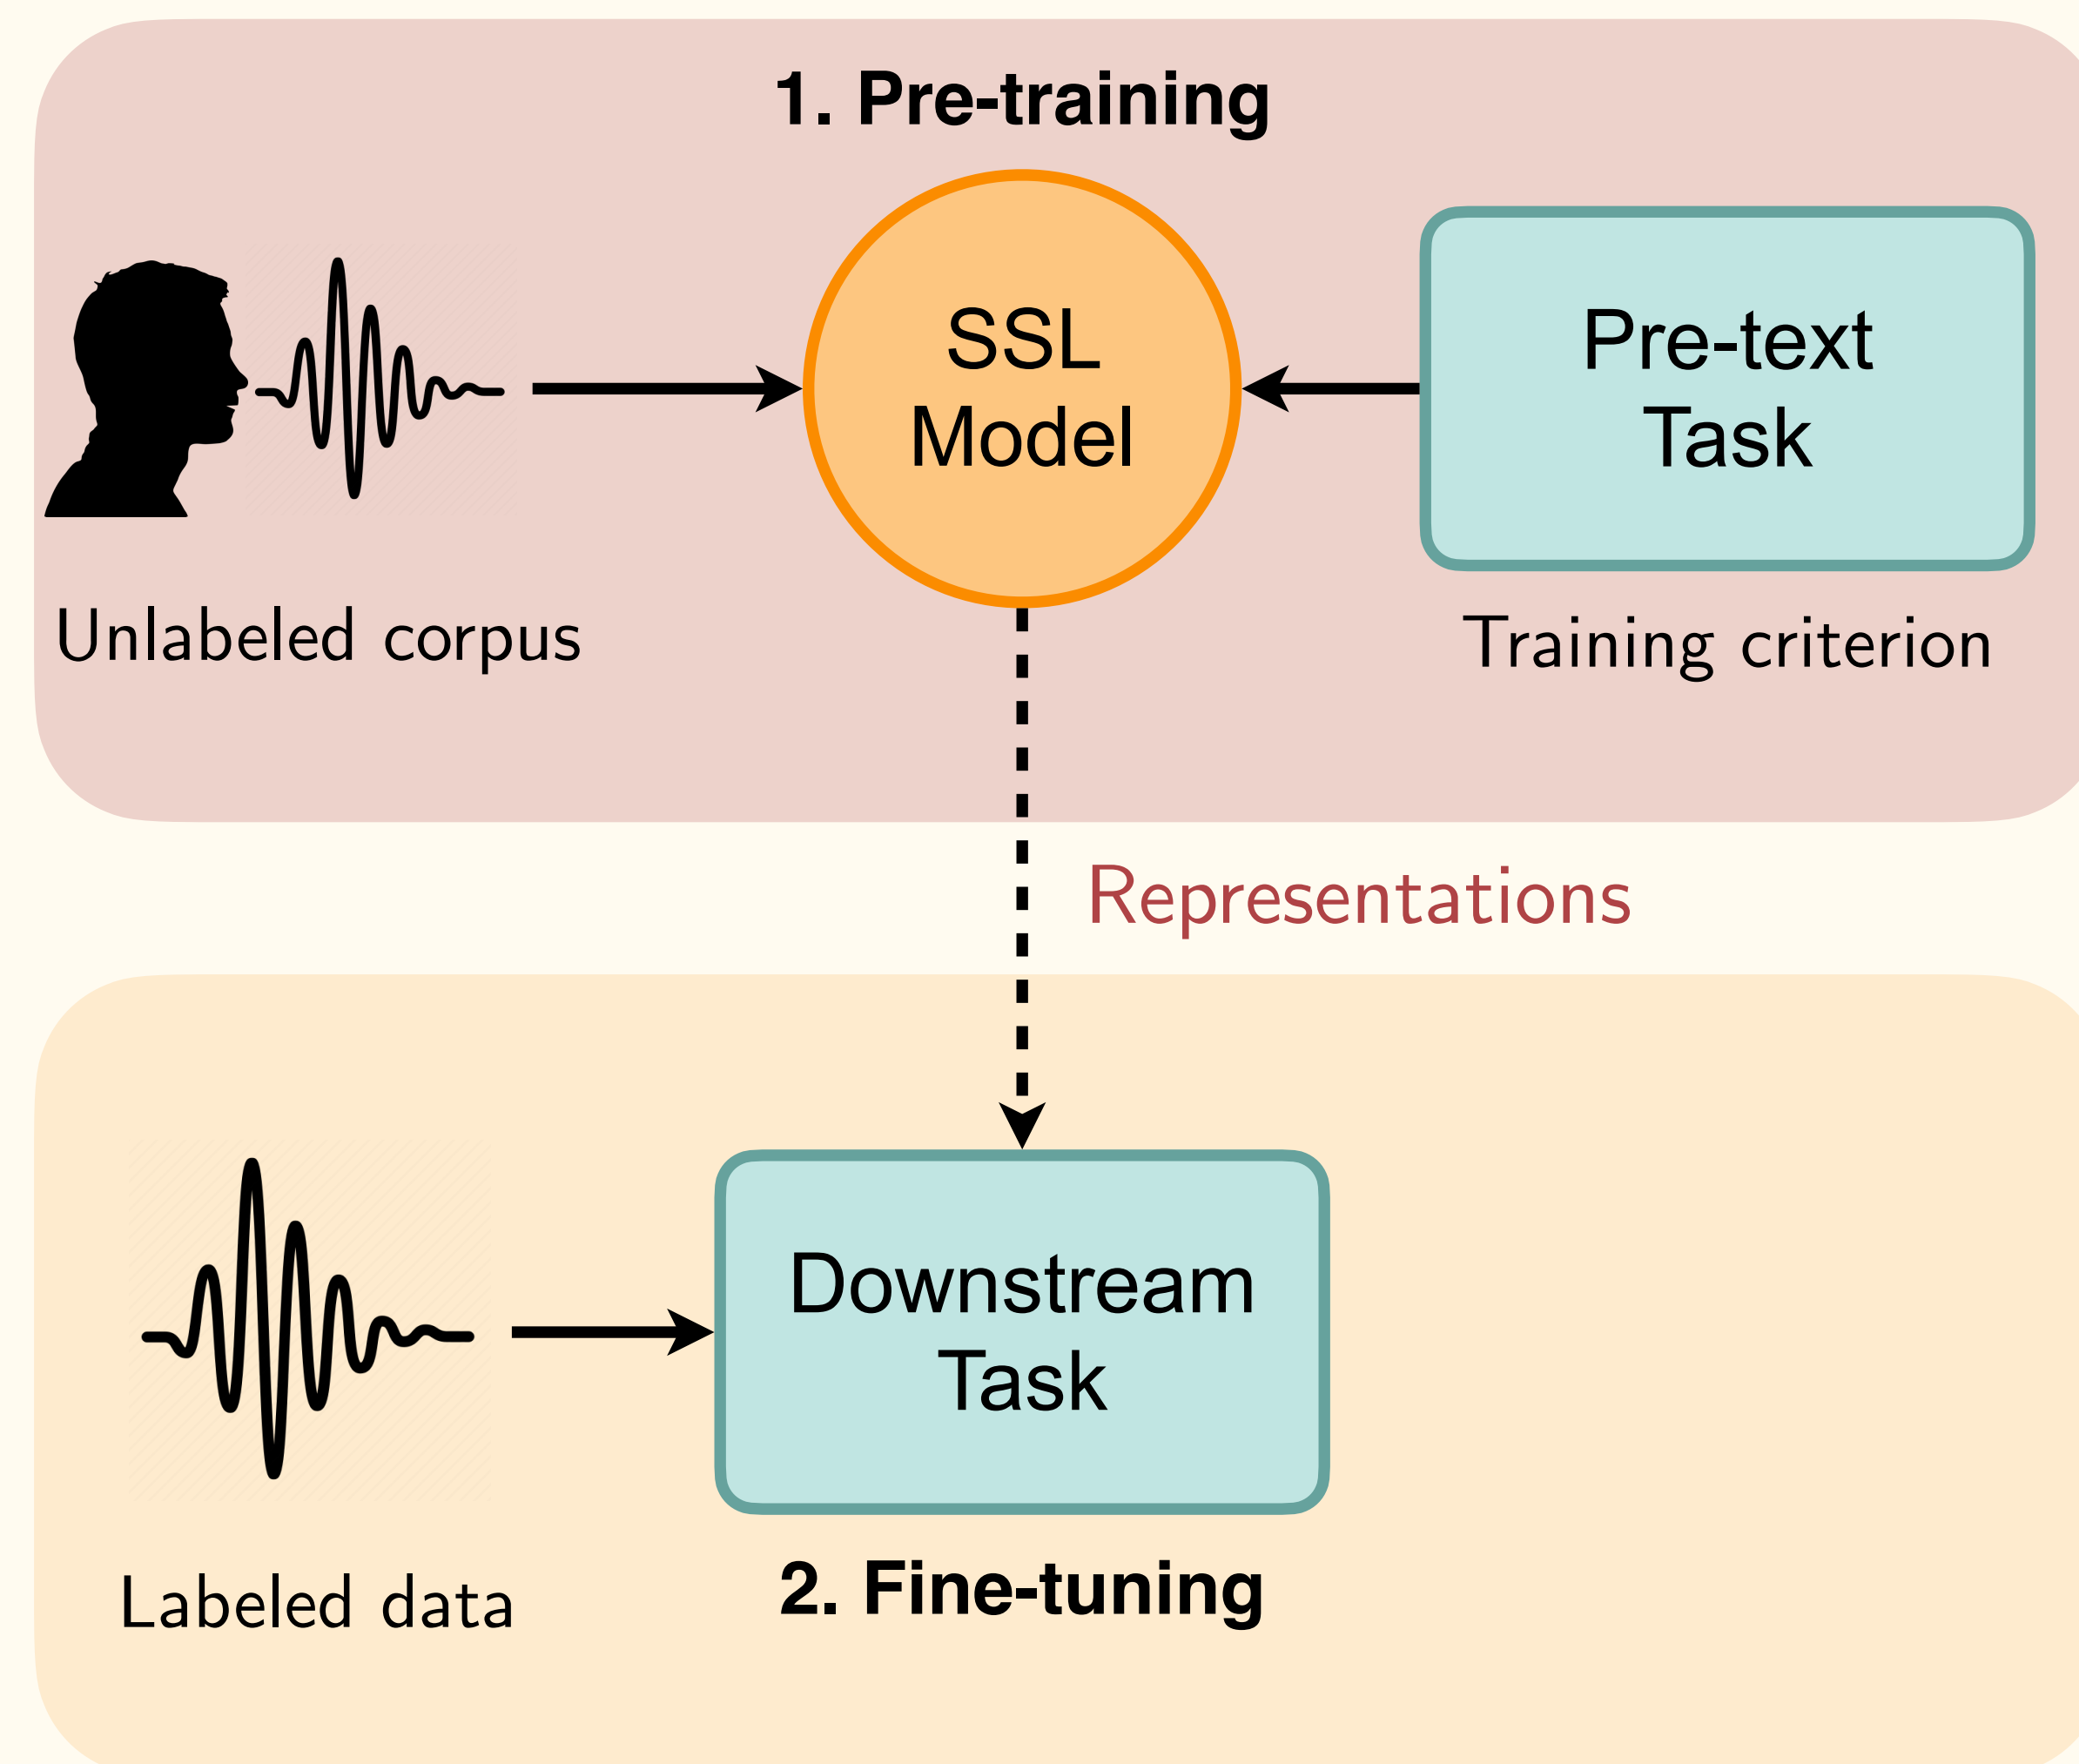 1. Pre-training
SSL
Model
Pre-text
Task
Unlabeled corpus
Training criterion
Representations
Downstream
Task
Labeled data
2. Fine-tuning